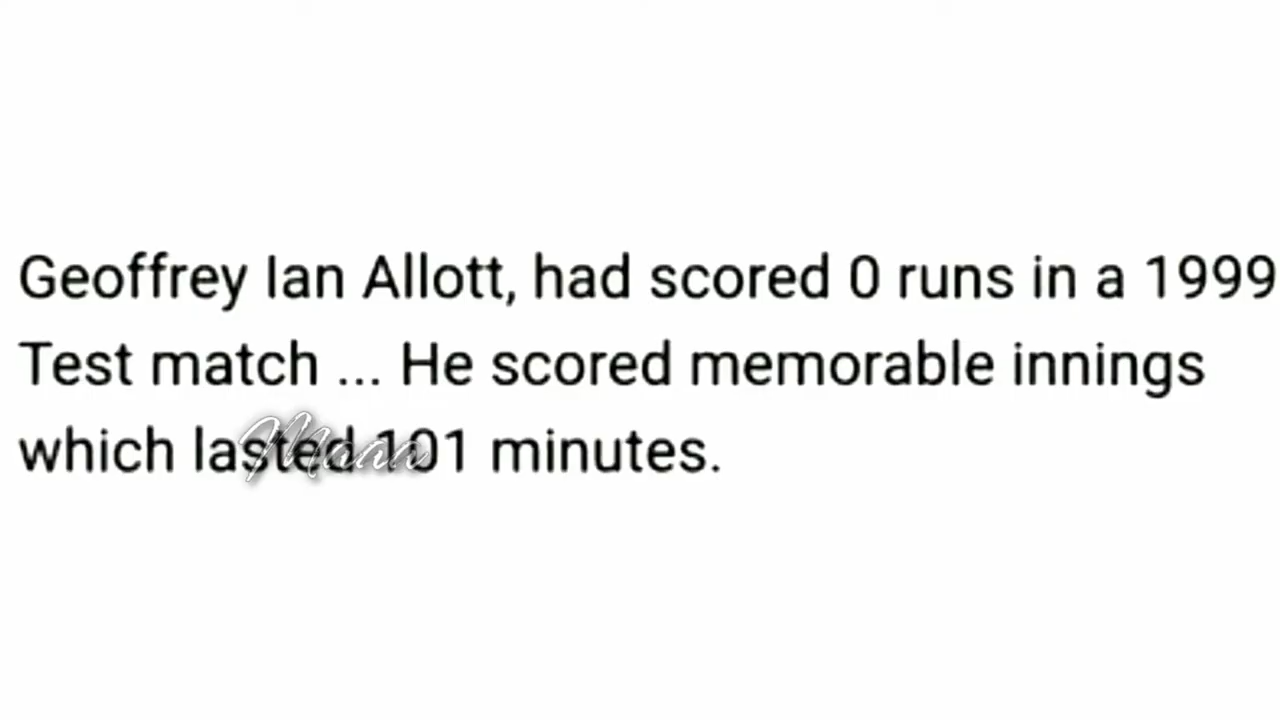 Geoffrey Ian Allott, had scored 0 runs in a 1999
Test match ... He scored memorable innings
which lasted 101 minutes.
Maaa